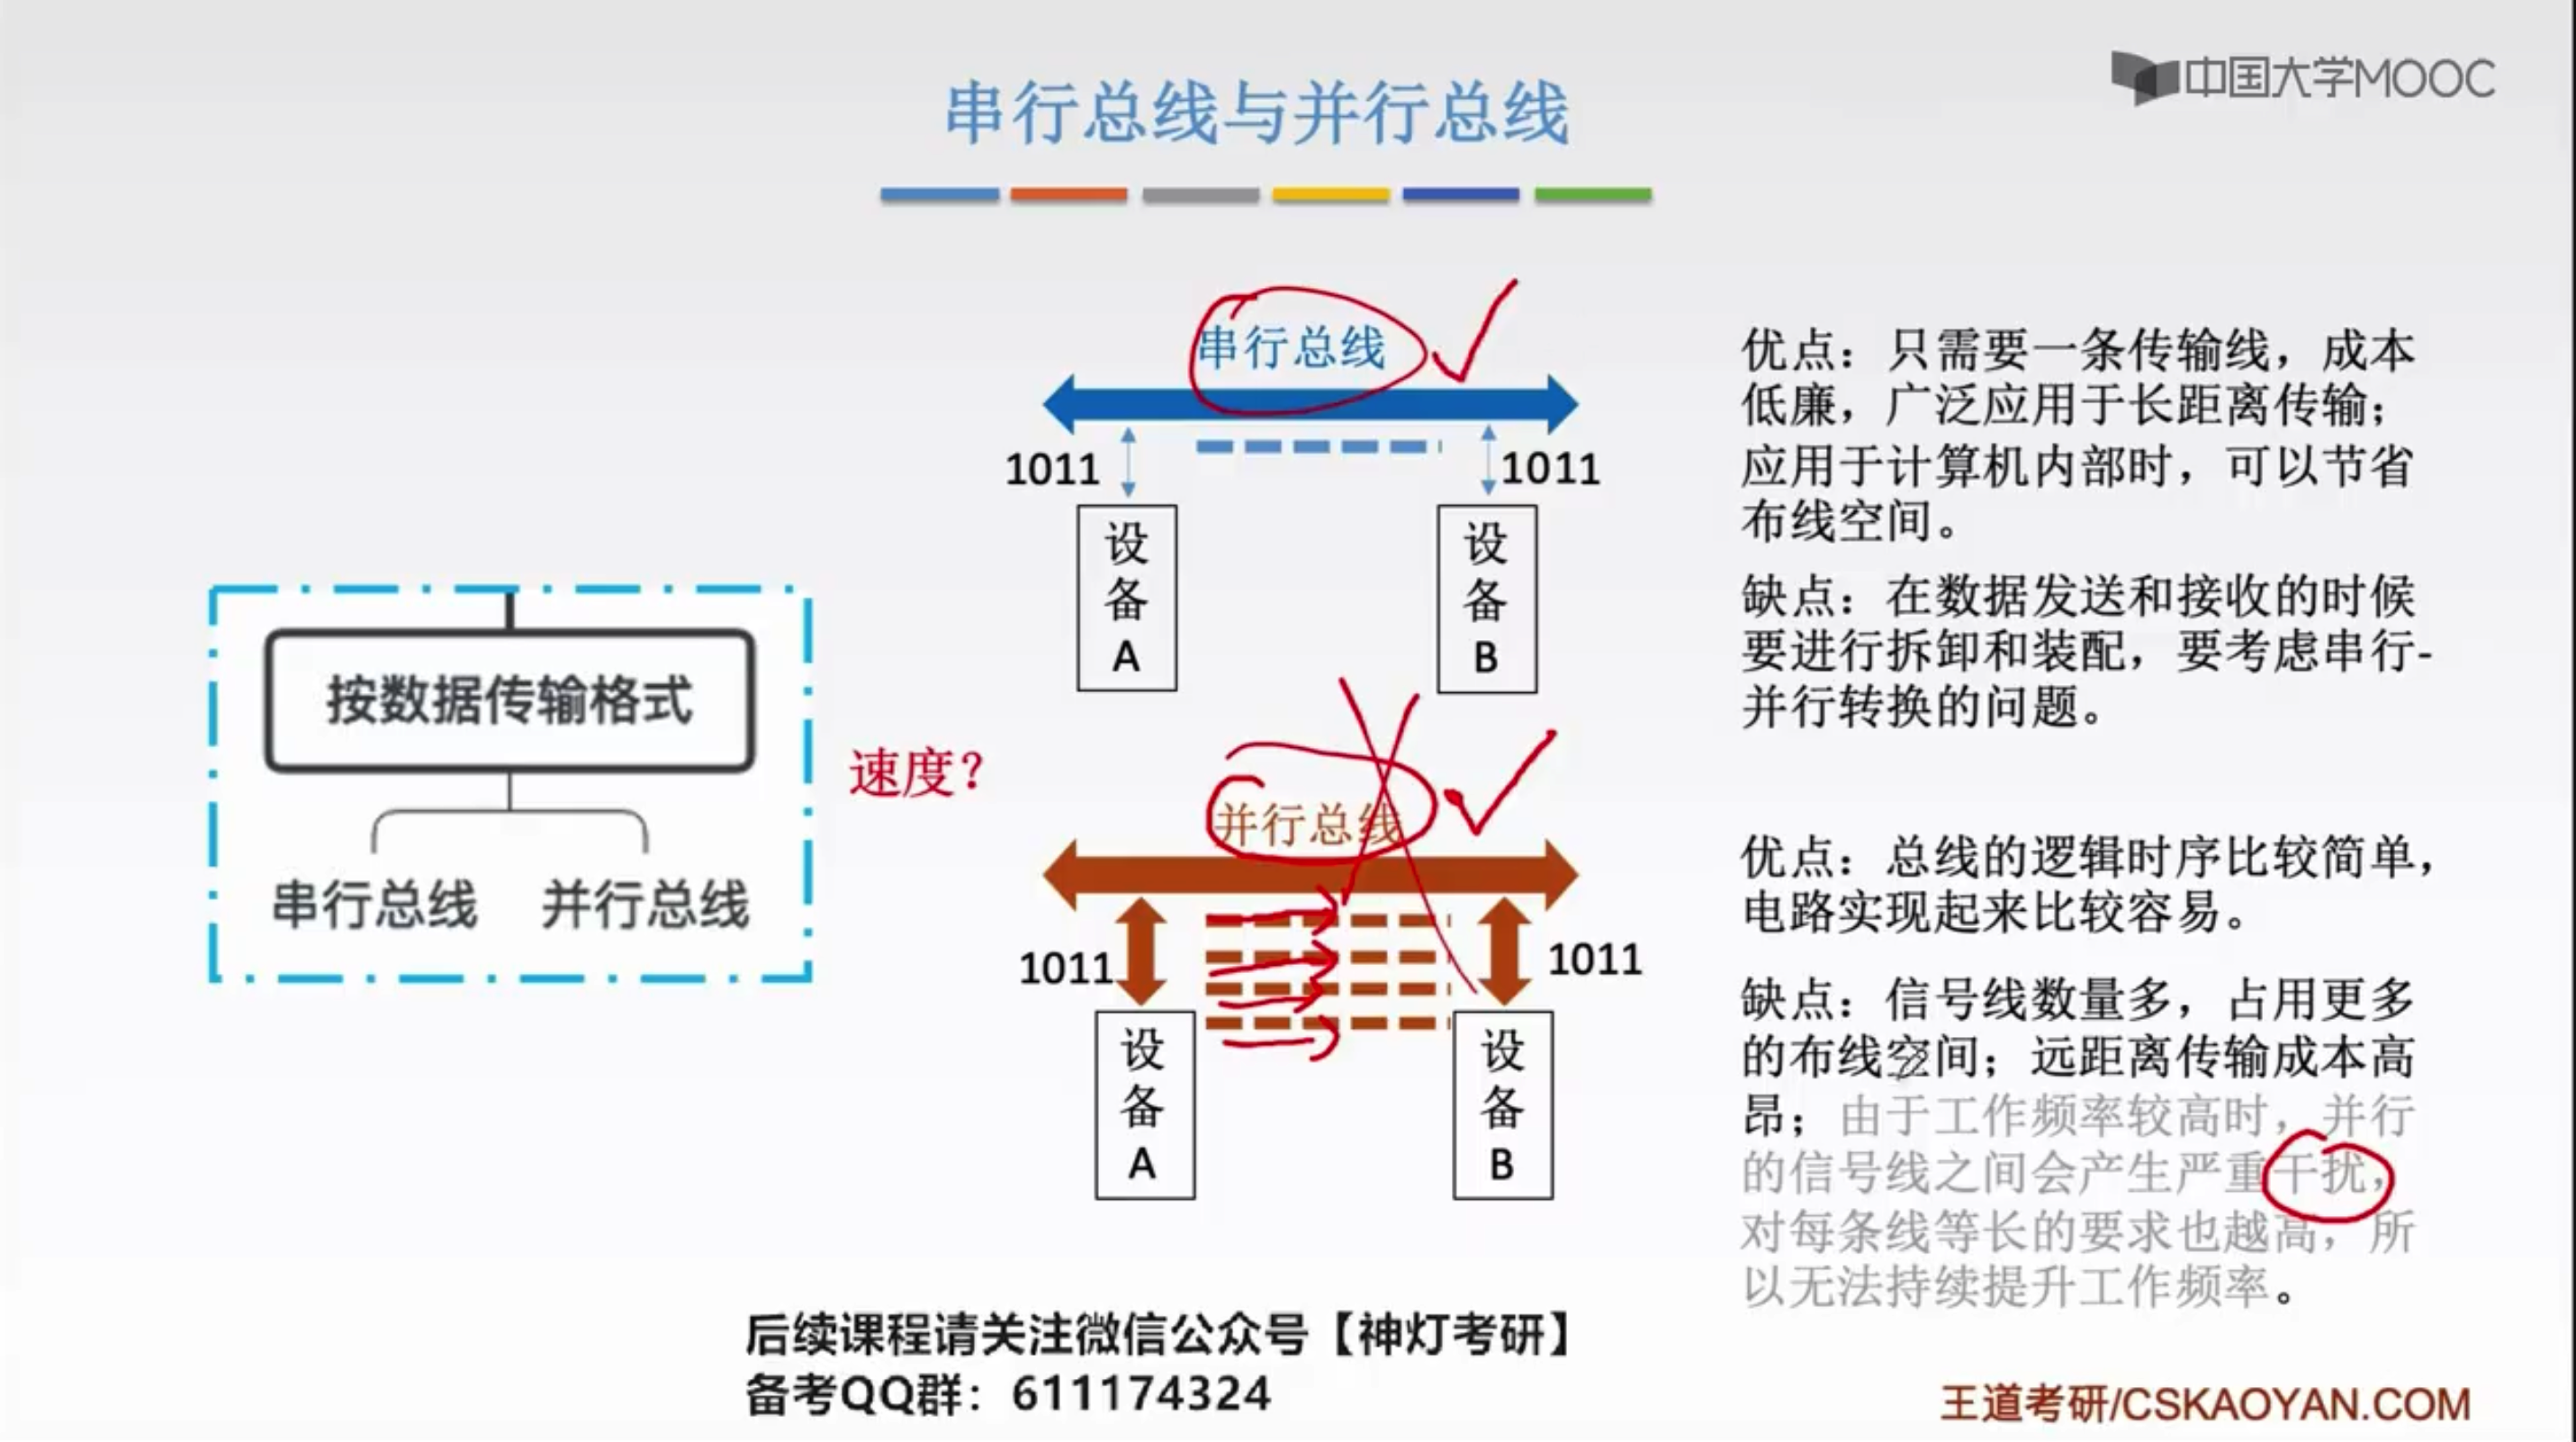 中国大学MOOC
串行总线与并行总线
串行总线
1011
1011
设
备
A
设
备
B
优点：只需要一条传输线，成本
低廉，广泛应用于长距离传输；
应用于计算机内部时，可以节省
布线空间。
缺点：在数据发送和接收的时候
要进行拆卸和装配，要考虑串行-
并行转换的问题。
按数据传输格式
串行总线
并行总线
速度？
并行总线
1011
1011
设
备
A
设
备
B
优点：总线的逻辑时序比较简单，
电路实现起来比较容易。
缺点：信号线数量多，占用更多
的布线空间；远距离传输成本高
昂；由于工作频率较高时，并行
的信号线之间会产生严重干扰，
对每条线等长的要求也越高，所
以无法持续提升工作频率。
后续课程请关注微信公众号【神灯考研】
备考QQ群：611174324
王道考研/CSKAOYAN.COM